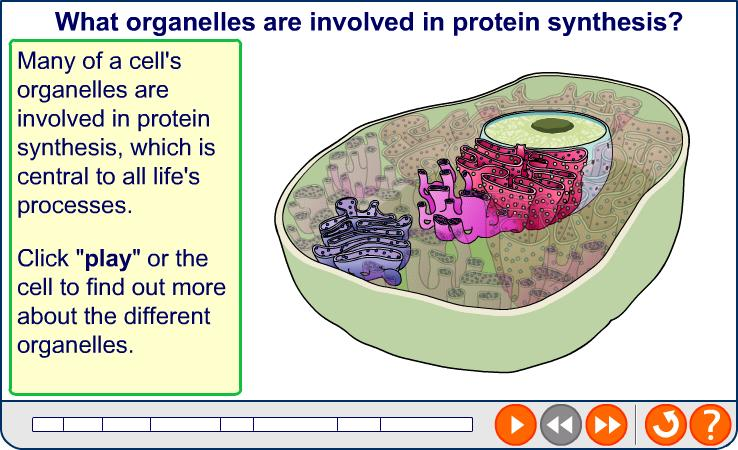 What organelles are involved in protein synthesis?
Many of a cell's
organelles are
involved in protein
synthesis, which is
central to all life's
processes.
Click "play" or the
cell to find out more
about the different
organelles.
?